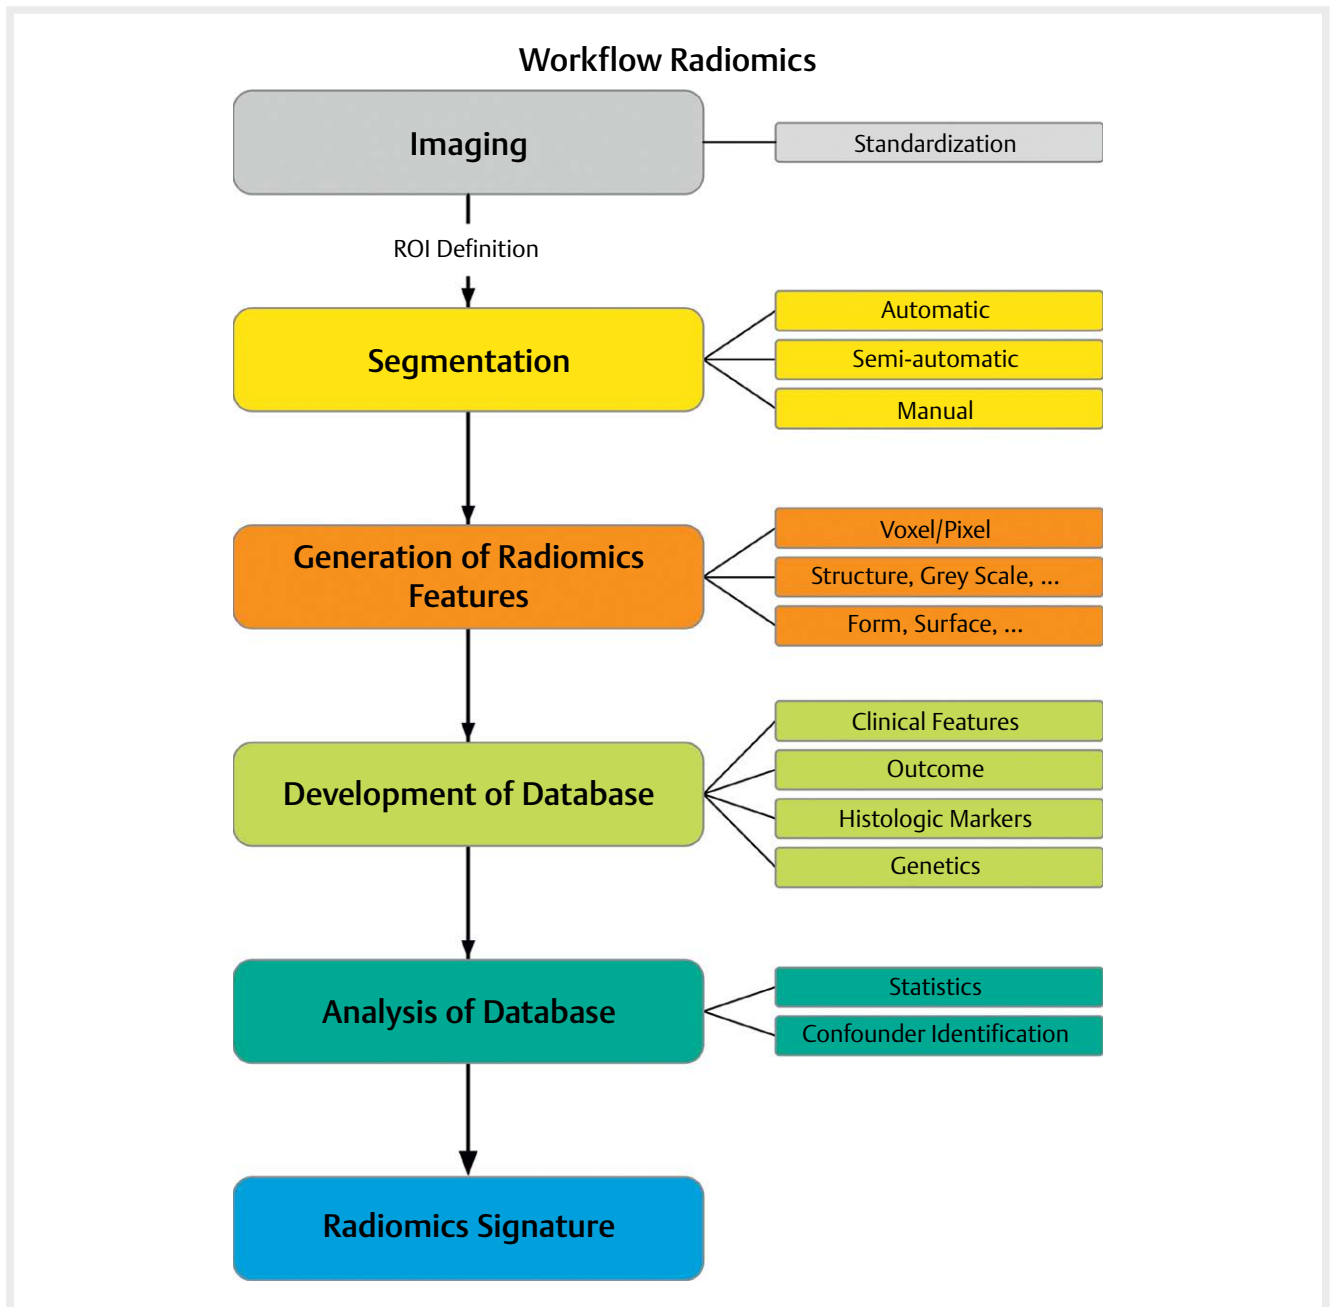 Workflow Radiomics
Imaging
Standardization
ROI Definition
Segmentation
Automatic
Semi-automatic
Manual
Generation of Radiomics
Features
Voxel/Pixel
Structure, Grey Scale, ...
Form, Surface, ...
Development of Database
Clinical Features
Outcome
Histologic Markers
Genetics
Analysis of Database
Statistics
Confounder Identification
Radiomics Signature